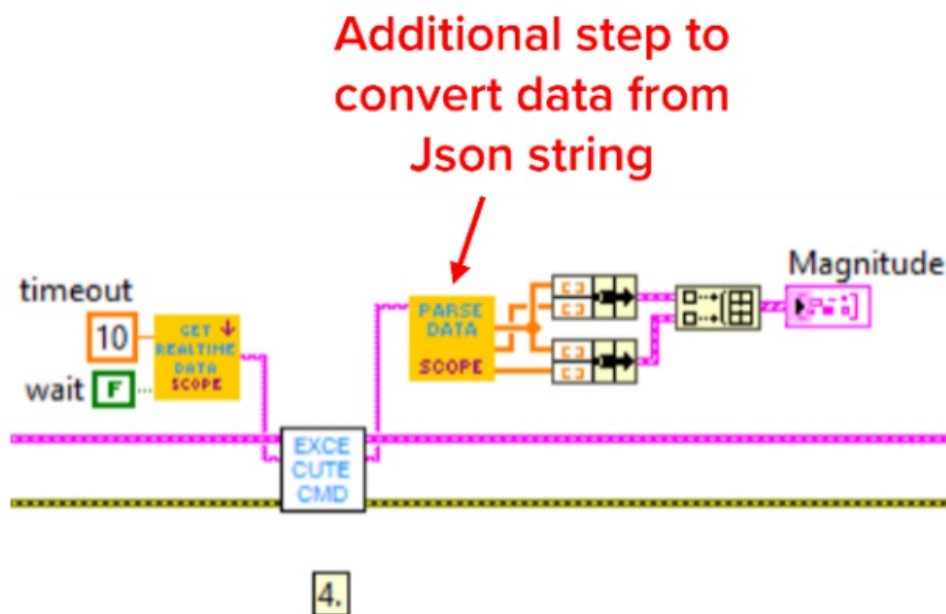 Additional step to
convert data from
Json string
timeout
10
wait
F
GET
REALTIME
DATA
SCOPE
PARSE
DATA
SCOPE
Magnitude
EXCE
CUTE
CMD
4.